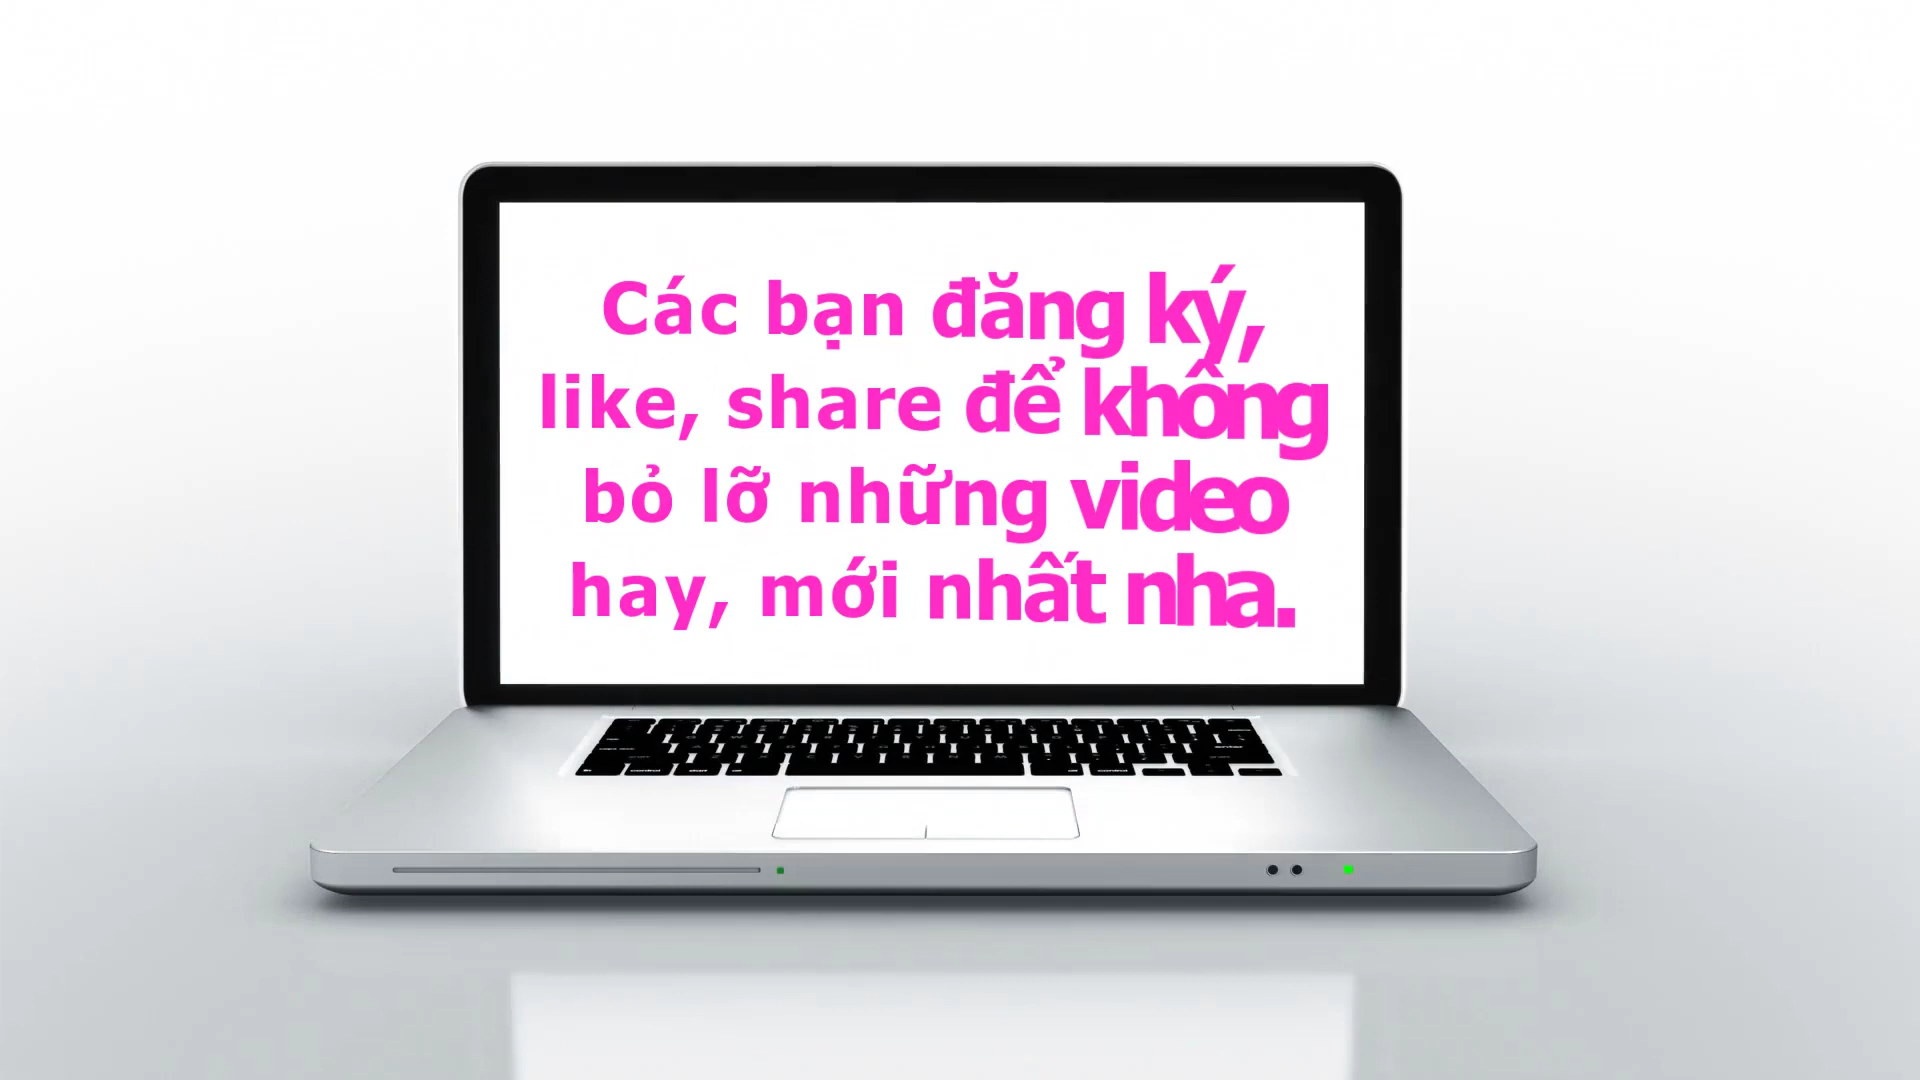 Các bạn đăng ký,
like, share để không
bỏ lỡ những video
hay, mới nhất nha.